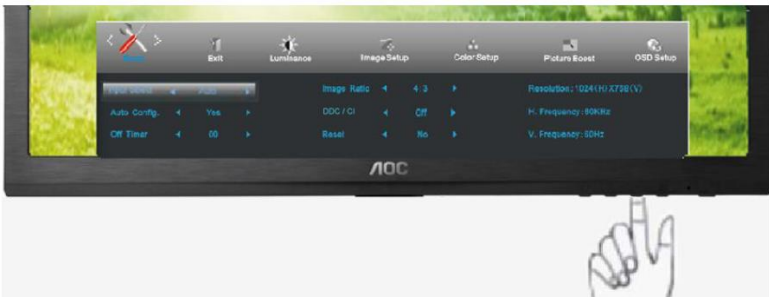 Exit Luminance Image Setup Color Setup Picture Boost OSD Setup
Auto Image Ratio 4:3 Resolution:1024(H)X768(V)
Auto Config. Yes DDC/CI Off H. Frequency:60KHz
Off Timer 00 Reset No V. Frequency:60Hz
AOC